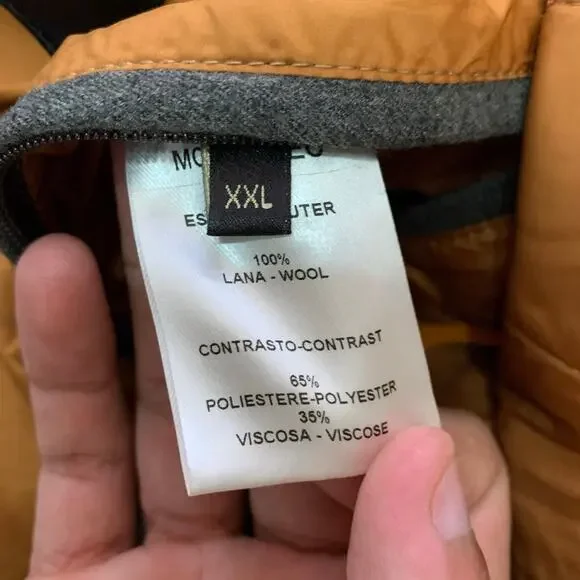 XXL
100%
LANA - WOOL
CONTRASTO-CONTRAST
65%
POLIESTERE-POLYESTER
35%
VISCOSA - VISCOSE